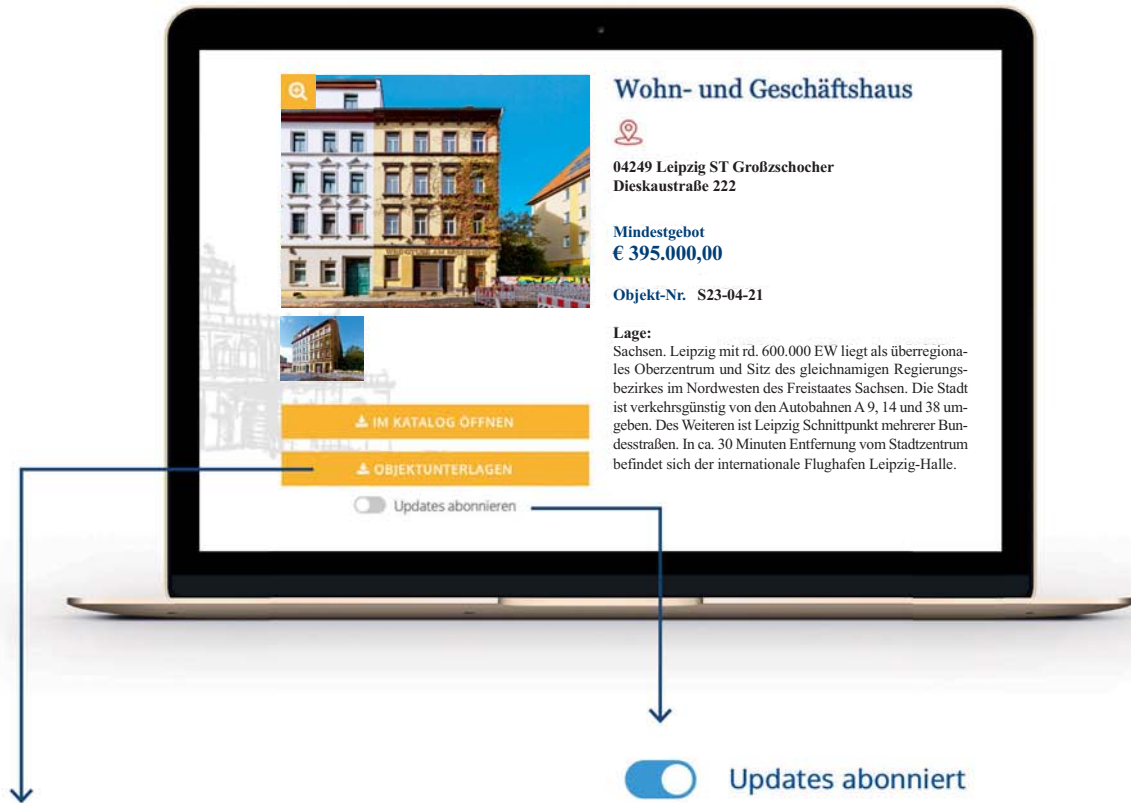 Wohn- und Geschäftshaus
04249 Leipzig ST Großzschocher
Dieskaustraße 222
Mindestgebot
€ 395.000,00
Objekt-Nr. S23-04-21
Lage:
Sachsen. Leipzig mit rd. 600.000 EW liegt als überregiona-
les Oberzentrum und Sitz des gleichnamigen Regierungs-
bezirkes im Nordwesten des Freistaates Sachsen. Die Stadt
ist verkehrsgünstig von den Autobahnen A 9, 14 und 38 um-
geben. Des Weiteren ist Leipzig Schnittpunkt mehrerer Bun-
desstraßen. In ca. 30 Minuten Entfernung vom Stadtzentrum
befindet sich der internationale Flughafen Leipzig-Halle.
IM KATALOG ÖFFNEN
OBJEKTUNTERLAGEN
Updates abonnieren
Updates abonniert